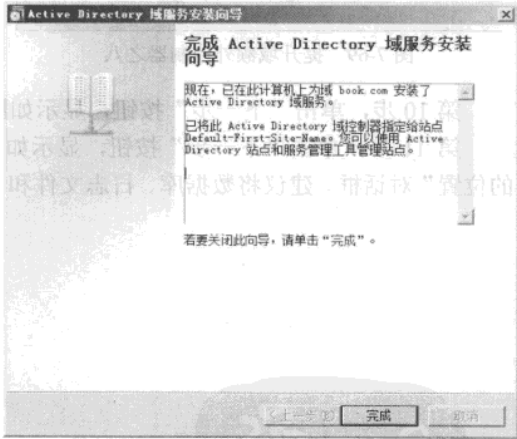 Active Directory 域服务安装向导
完成 Active Directory 域服务安装
向导
现在，已在此计算机上为域 book.com 安装了
Active Directory 域服务。
已将此 Active Directory 域控制器指定给站点
Default-First-Site-Name。您可以使用 Active
Directory 站点和服务管理工具管理站点。
若要关闭此向导，请单击“完成”。
<上一步(B)
完成
取消